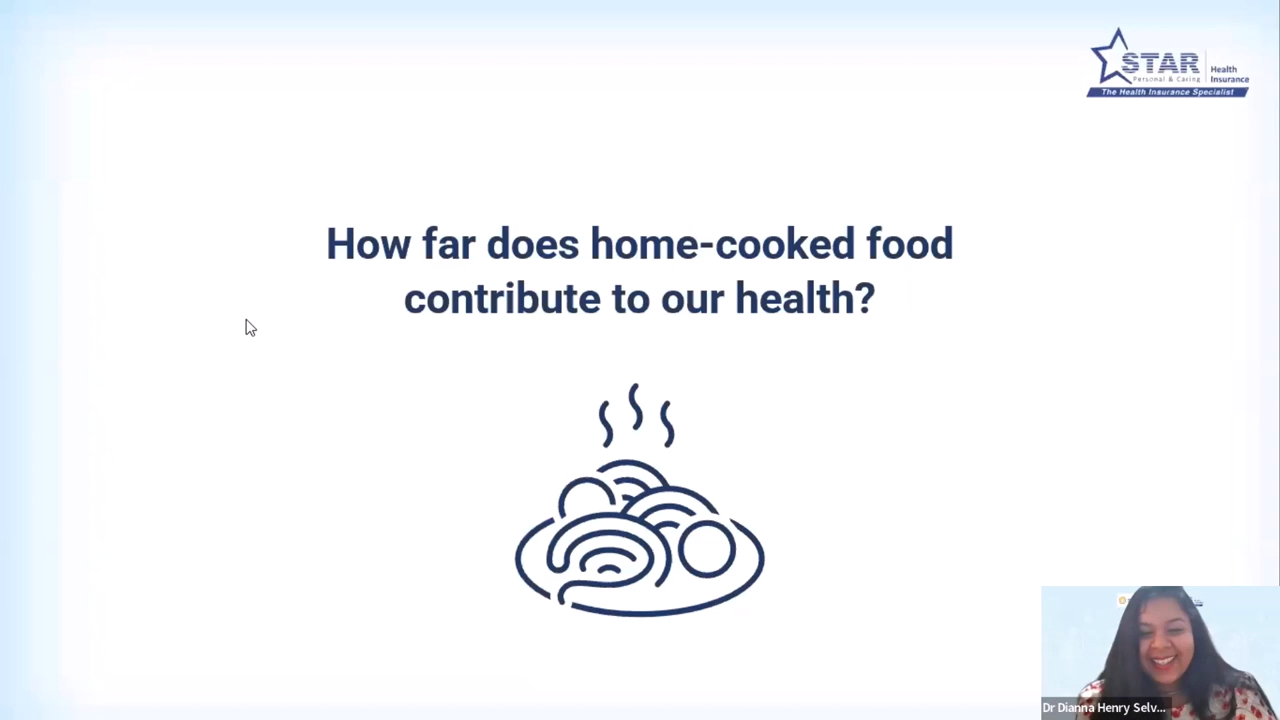 STAR
Personal & Caring
Health
Insurance
The Health Insurance Specialist
How far does home-cooked food
contribute to our health?
Dr Dianna Henry Selv...